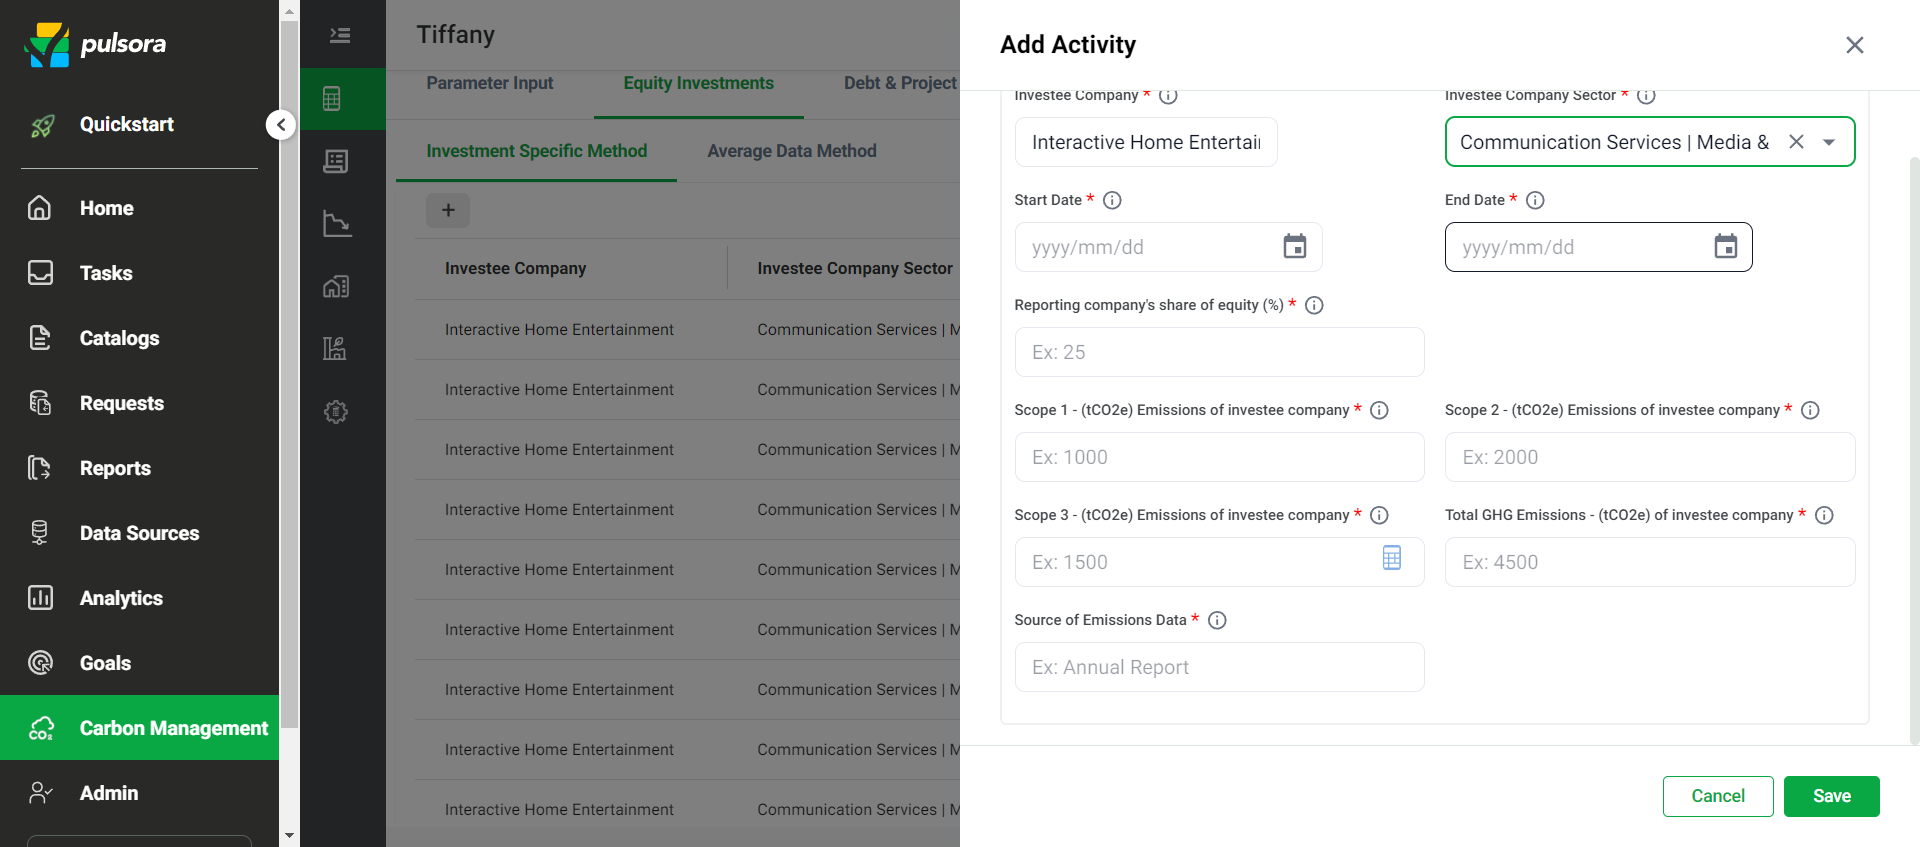 pulsora
Quickstart
Home
Tasks
Catalogs
Requests
Reports
Data Sources
Analytics
Goals
CO₂ Carbon Management
Admin
Tiffany
Parameter Input
Equity Investments
Debt & Project
Investment Specific Method
Average Data Method
+
Investee Company
Investee Company Sector
Interactive Home Entertainment
Communication Services | M
Interactive Home Entertainment
Communication Services | M
Interactive Home Entertainment
Communication Services | M
Interactive Home Entertainment
Communication Services | M
Interactive Home Entertainment
Communication Services | M
Interactive Home Entertainment
Communication Services | M
Interactive Home Entertainment
Communication Services | M
Interactive Home Entertainment
Communication Services | M
Interactive Home Entertainment
Communication Services | M
Add Activity
Investee Company *
Investee Company Sector *
Interactive Home Entertai
Communication Services | Media &
Start Date *
End Date *
yyyy/mm/dd
yyyy/mm/dd
Reporting company's share of equity (%) *
Ex: 25
Scope 1 - (tCO2e) Emissions of investee company *
Scope 2 - (tCO2e) Emissions of investee company *
Ex: 1000
Ex: 2000
Scope 3 - (tCO2e) Emissions of investee company *
Total GHG Emissions - (tCO2e) of investee company *
Ex: 1500
Ex: 4500
Source of Emissions Data *
Ex: Annual Report
Cancel
Save